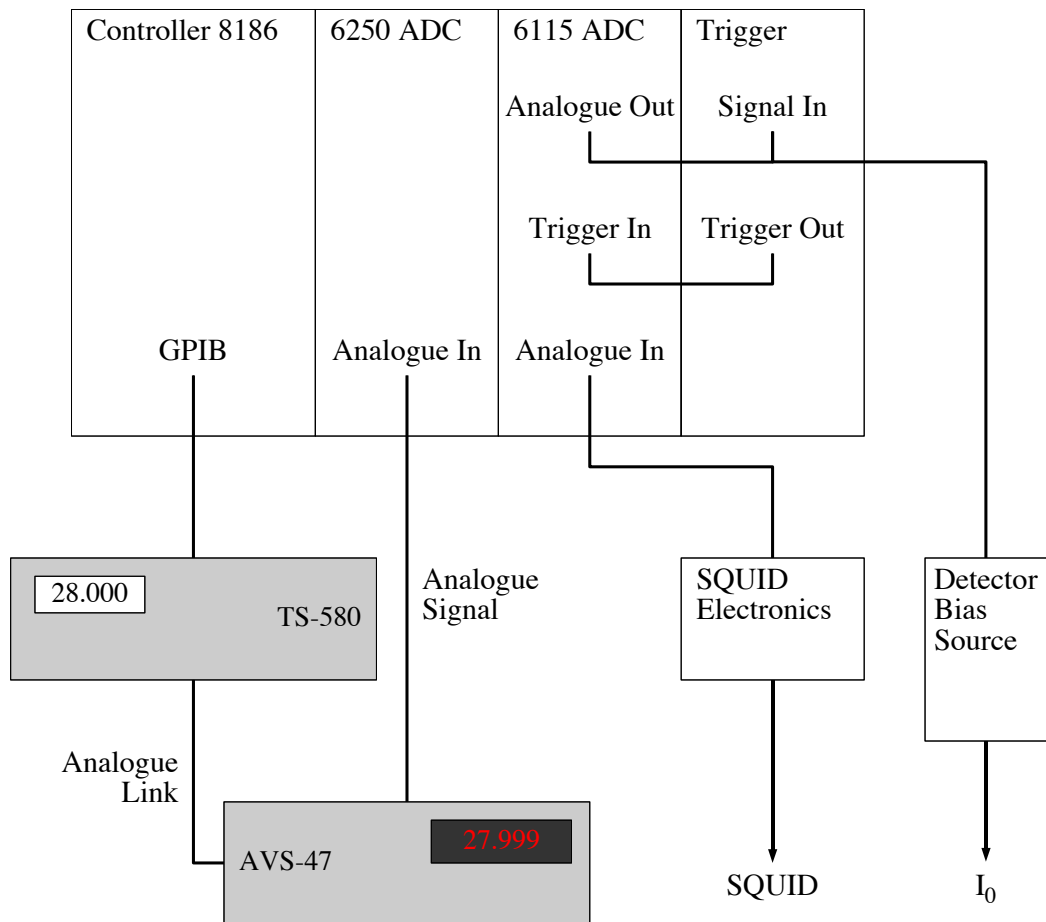 Controller 8186
6250 ADC
6115 ADC
Trigger
Analogue Out
Signal In
Trigger In
Trigger Out
GPIB
Analogue In
Analogue In
28.000
TS-580
Analogue
Signal
SQUID
Electronics
Detector
Bias
Source
Analogue
Link
AVS-47
27.999
SQUID
I₀